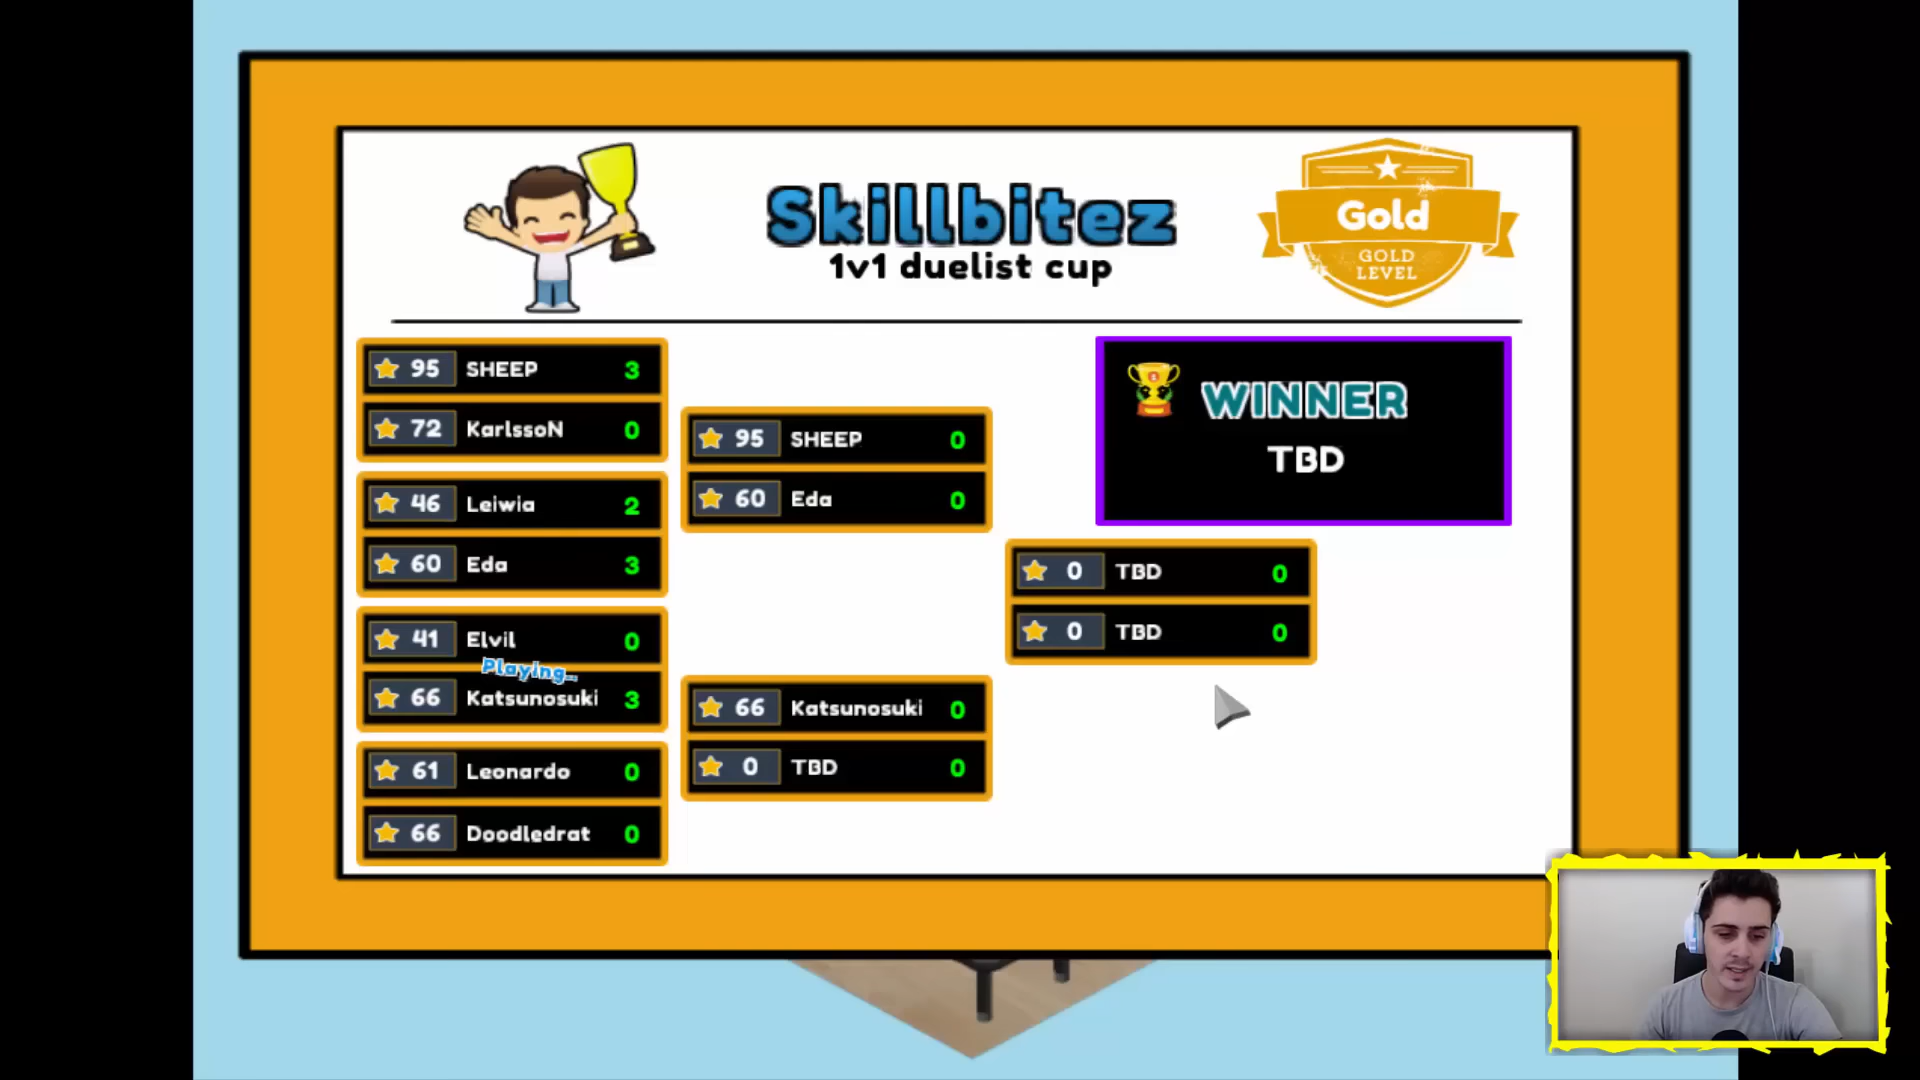 Skillbitez
1v1 duelist cup
Gold
GOLD
LEVEL
95 SHEEP 3
72 KarlssoN 0
46 Leiwia 2
60 Eda 3
41 Elvil 0
Playing...
66 Katsunosuki 3
61 Leonardo 0
66 Doodledrat 0
95 SHEEP 0
60 Eda 0
66 Katsunosuki 0
0 TBD 0
0 TBD 0
0 TBD 0
WINNER
TBD